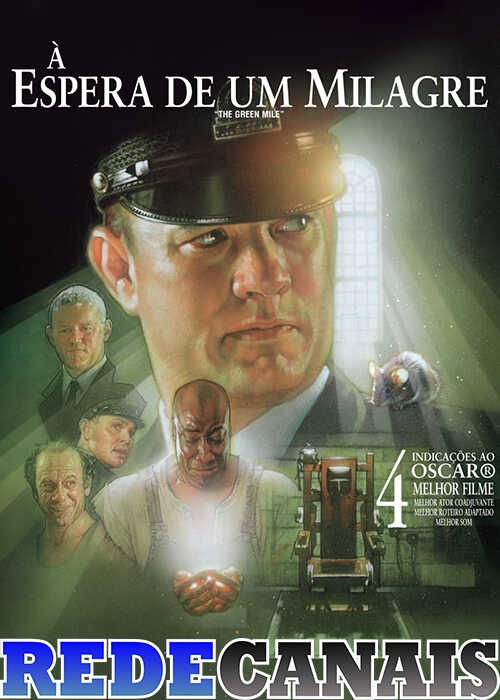 À
ESPERA DE UM MILAGRE
"THE GREEN MILE"
4
INDICAÇÕES AO
OSCAR®
MELHOR FILME
MELHOR ATOR COADJUVANTE
MELHOR ROTEIRO ADAPTADO
MELHOR SOM
REDECANAIS